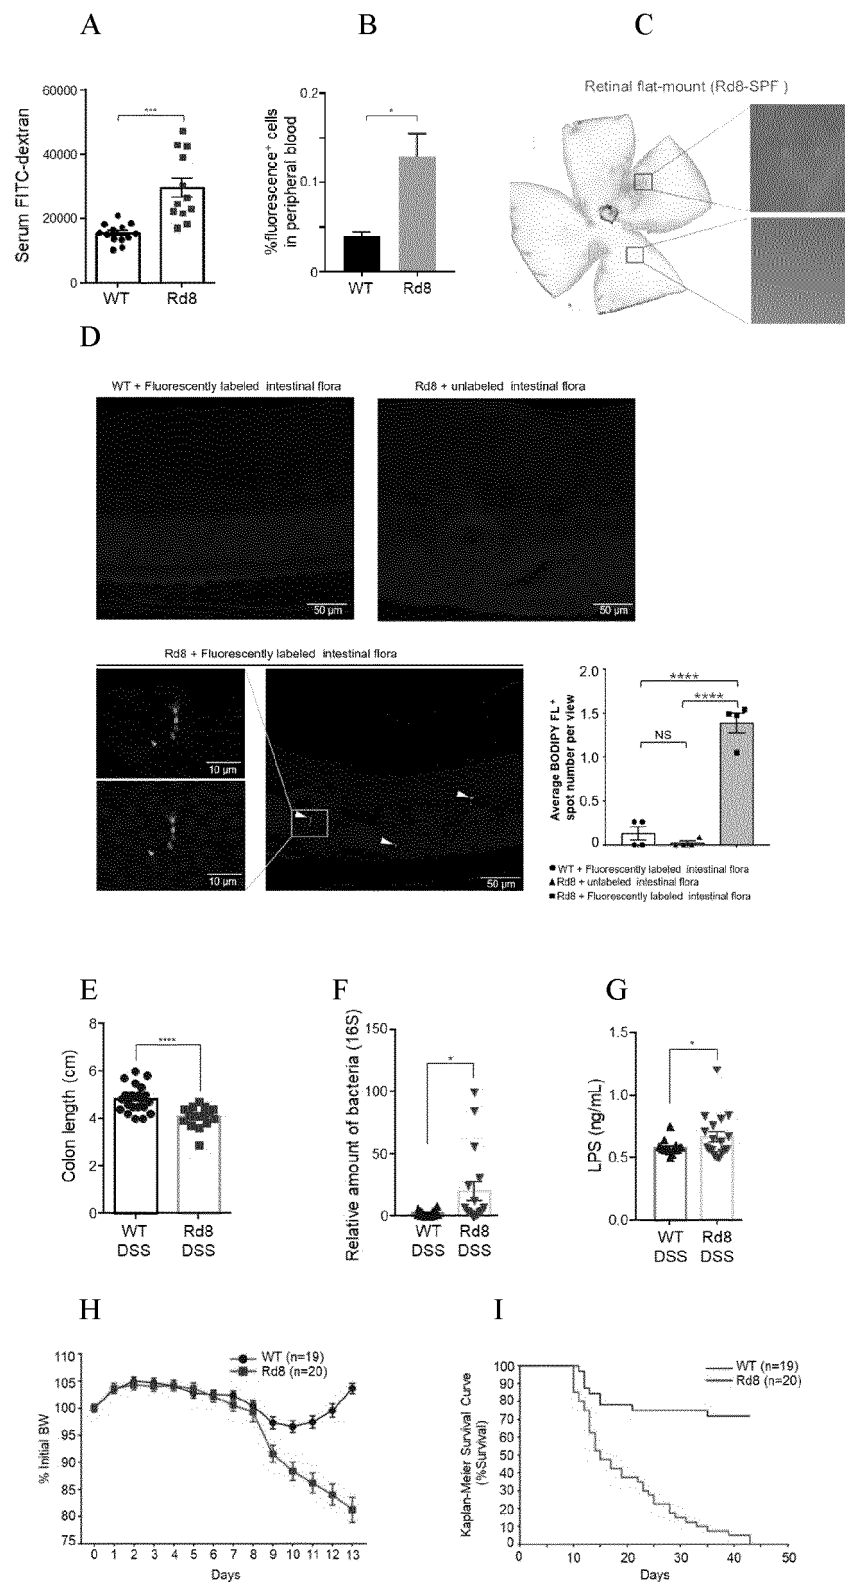 A
B
C
60000
40000
20000
0
Serum FITC-dextran
***
WT
Rd8
0.2
0.1
0
%fluorescence+ cells
in peripheral blood
*
WT
Rd8
Retinal flat-mount (Rd8-SPF )
D
WT + Fluorescently labeled intestinal flora
Rd8 + unlabeled intestinal flora
50 µm
50 µm
Rd8 + Fluorescently labeled intestinal flora
10 µm
10 µm
50 µm
2.0
1.5
1.0
0.5
0
Average BODIPY FL+
spot number per view
****
****
NS
WT + Fluorescently labeled intestinal flora
Rd8 + unlabeled intestinal flora
Rd8 + Fluorescently labeled intestinal flora
E
F
G
8
6
4
2
0
Colon length (cm)
****
WT
DSS
Rd8
DSS
150
100
50
0
Relative amount of bacteria (16S)
*
WT
DSS
Rd8
DSS
1.5
1.0
0.5
0.0
LPS (ng/mL)
*
WT
DSS
Rd8
DSS
H
I
110
105
100
95
90
85
80
75
% Initial BW
WT (n=19)
Rd8 (n=20)
0 1 2 3 4 5 6 7 8 9 10 11 12 13
Days
100
90
80
70
60
50
40
30
20
10
0
Kaplan-Meier Survival Curve
(%Survival)
WT (n=19)
Rd8 (n=20)
0 10 20 30 40 50
Days